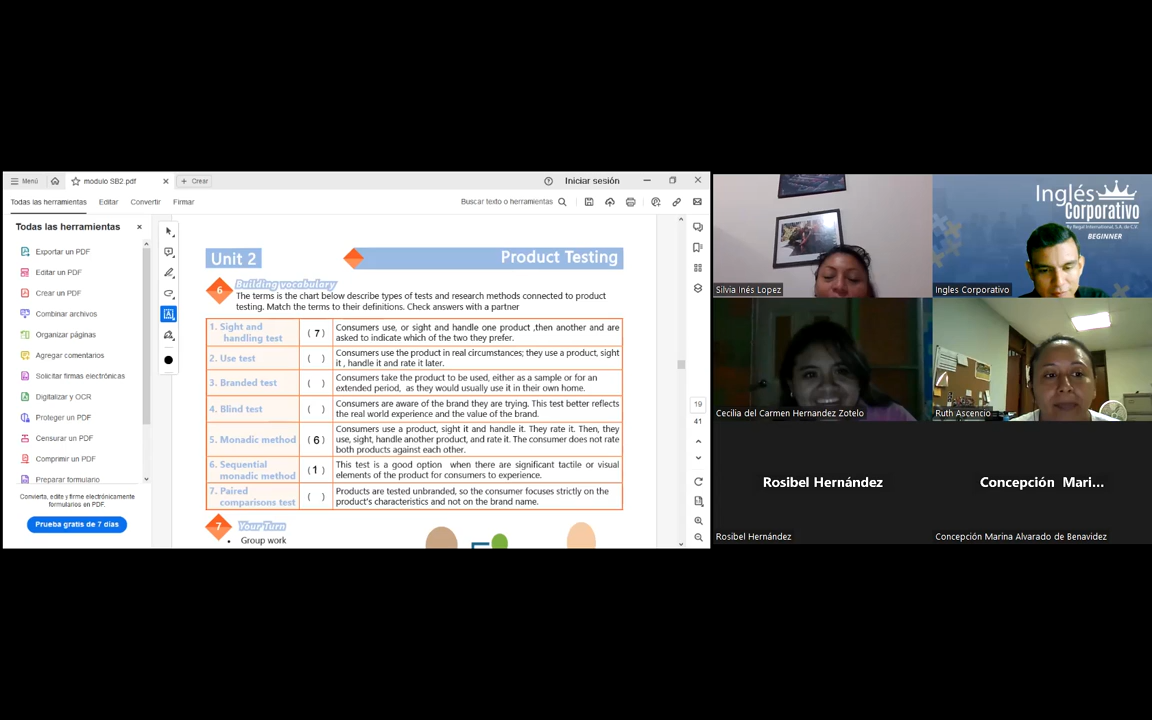 Menú
modulo SB2.pdf
Crear
Iniciar sesión
Todas las herramientas
Editar
Convertir
Firmar
Buscar texto o herramientas
Todas las herramientas
Exportar un PDF
Editar un PDF
Crear un PDF
Combinar archivos
Organizar páginas
Agregar comentarios
Solicitar firmas electrónicas
Digitalizar y OCR
Proteger un PDF
Censurar un PDF
Comprimir un PDF
Preparar formulario
Convierta, edite y firme electrónicamente
formularios en PDF.
Prueba gratis de 7 días
Unit 2
Product Testing
6
Building vocabulary
The terms is the chart below describe types of tests and research methods connected to product
testing. Match the terms to their definitions. Check answers with a partner
1. Sight and
handling test
( 7 )
Consumers use, or sight and handle one product ,then another and are
asked to indicate which of the two they prefer.
2. Use test
( )
Consumers use the product in real circumstances; they use a product, sight
it , handle it and rate it later.
3. Branded test
( )
Consumers take the product to be used, either as a sample or for an
extended period, as they would usually use it in their own home.
4. Blind test
( )
Consumers are aware of the brand they are trying. This test better reflects
the real world experience and the value of the brand.
5. Monadic method
( 6 )
Consumers use a product, sight it and handle it. They rate it. Then, they
use, sight, handle another product, and rate it. The consumer does not rate
both products against each other.
6. Sequential
monadic method
( 1 )
This test is a good option when there are significant tactile or visual
elements of the product for consumers to experience.
7. Paired
comparisons test
( )
Products are tested unbranded, so the consumer focuses strictly on the
product's characteristics and not on the brand name.
7
Your Turn
• Group work
19
41
Silvia Inés Lopez
Inglés
Corporativo
By Regal International, S.A. de C.V.
BEGINNER
Ingles Corporativo
Cecilia del Carmen Hernandez Zotelo
Ruth Ascencio
Rosibel Hernández
Rosibel Hernández
Concepción Mari...
Concepción Marina Alvarado de Benavidez